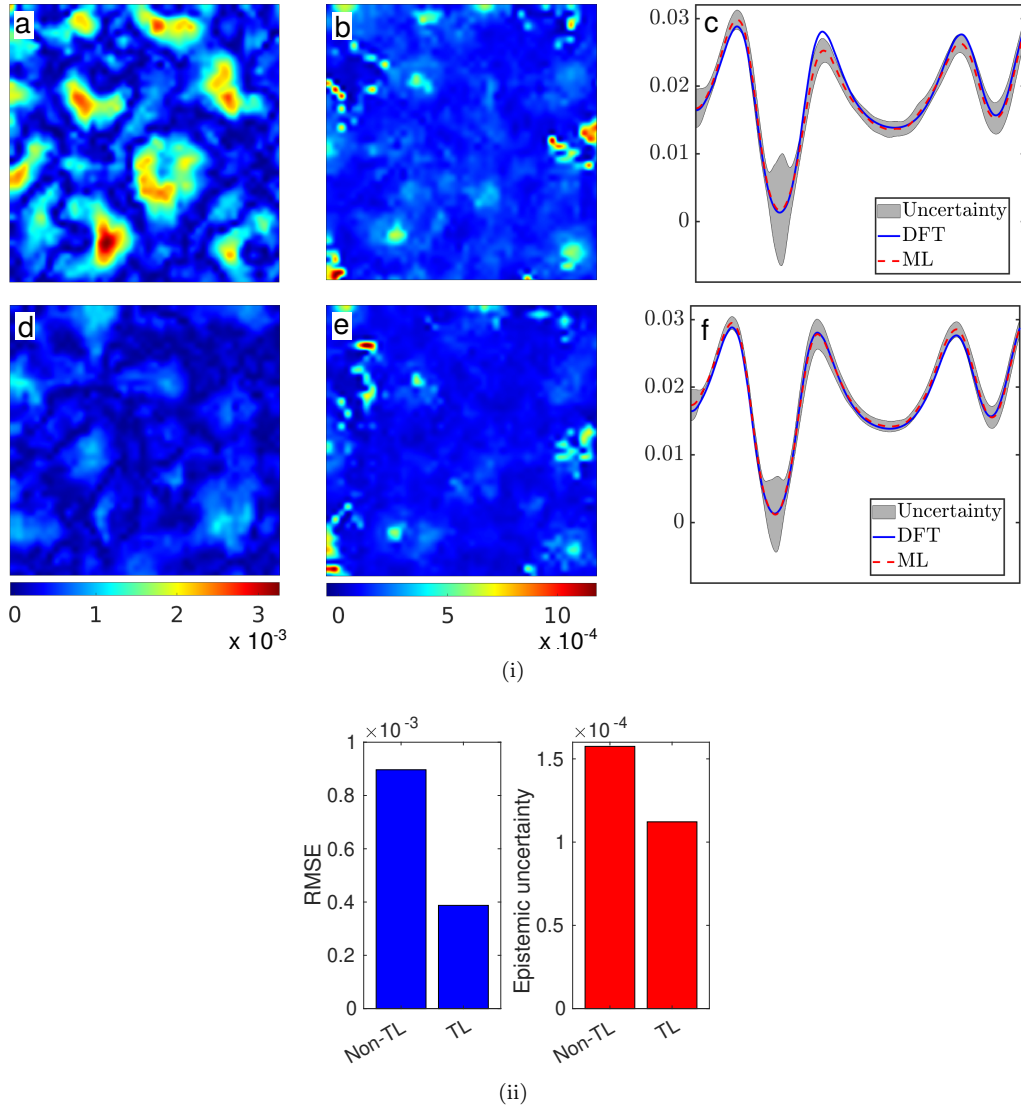 a
b
c
0.03
0.02
0.01
0
Uncertainty
DFT
ML
d
e
f
0.03
0.02
0.01
0
Uncertainty
DFT
ML
0 1 2 3
x 10-3
0 5 10
x .10-4
(i)
×10-3
1
0.8
0.6
0.4
0.2
0
RMSE
Non-TL
TL
×10-4
1.5
1
0.5
0
Epistemic uncertainty
Non-TL
TL
(ii)